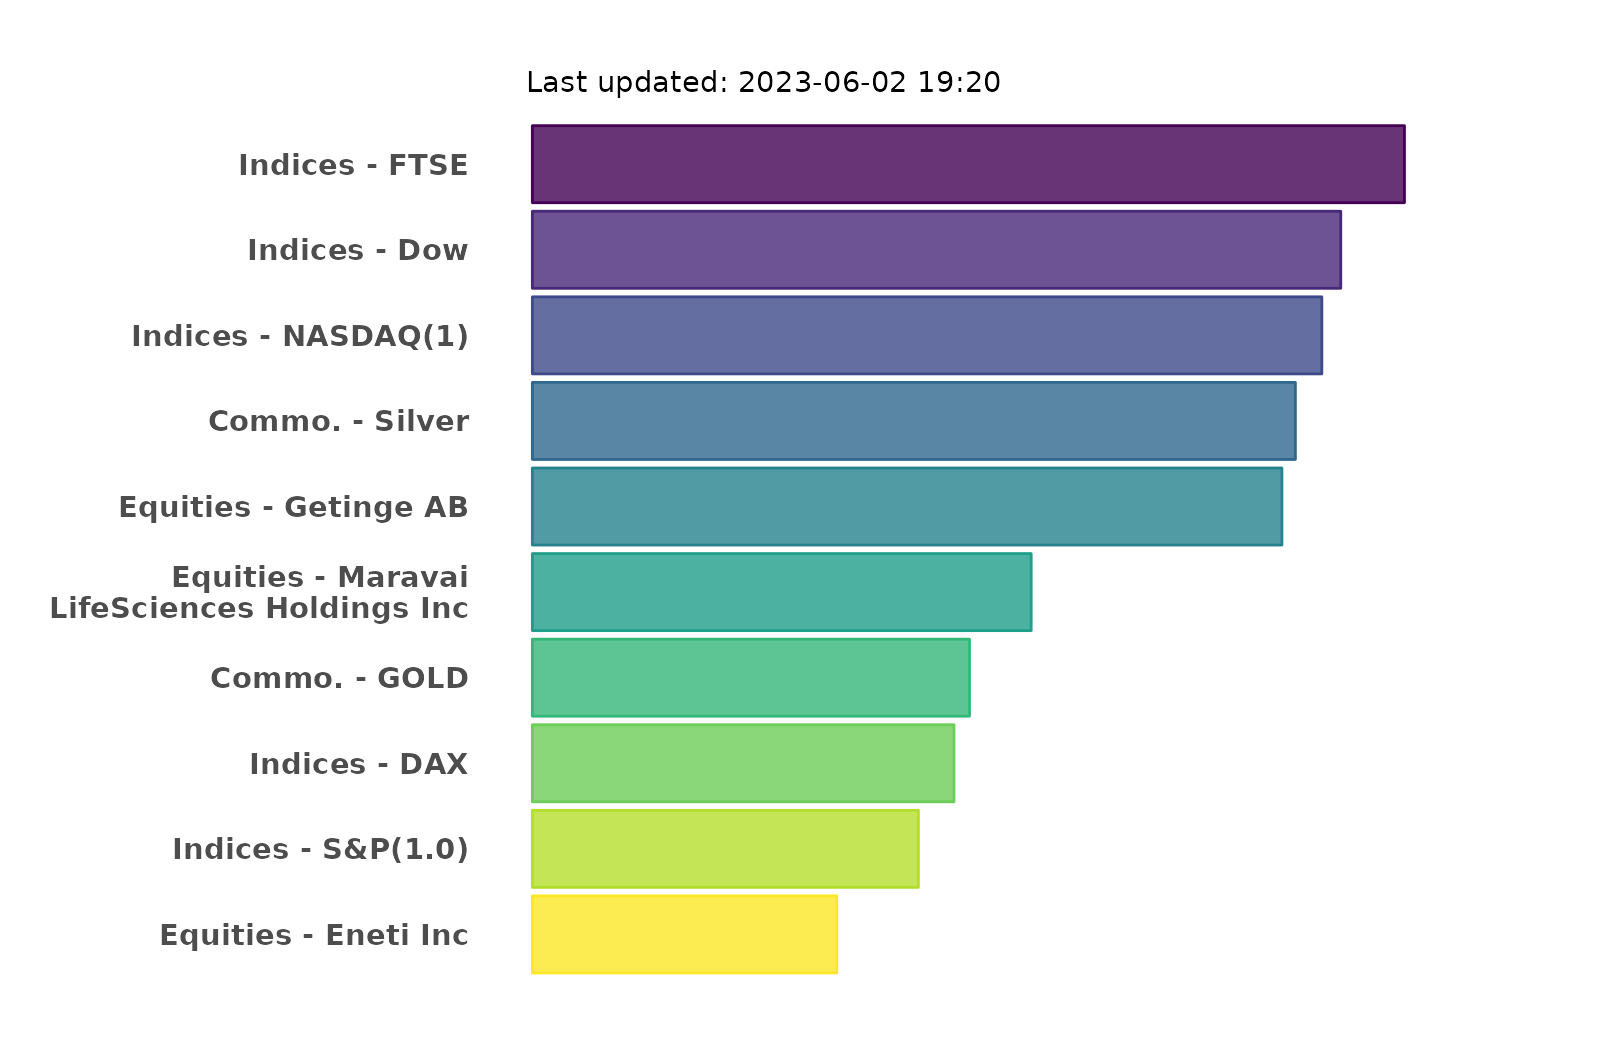 Last updated: 2023-06-02 19:20
Indices - FTSE
Indices - Dow
Indices - NASDAQ(1)
Commo. - Silver
Equities - Getinge AB
Equities - Maravai
LifeSciences Holdings Inc
Commo. - GOLD
Indices - DAX
Indices - S&P(1.0)
Equities - Eneti Inc